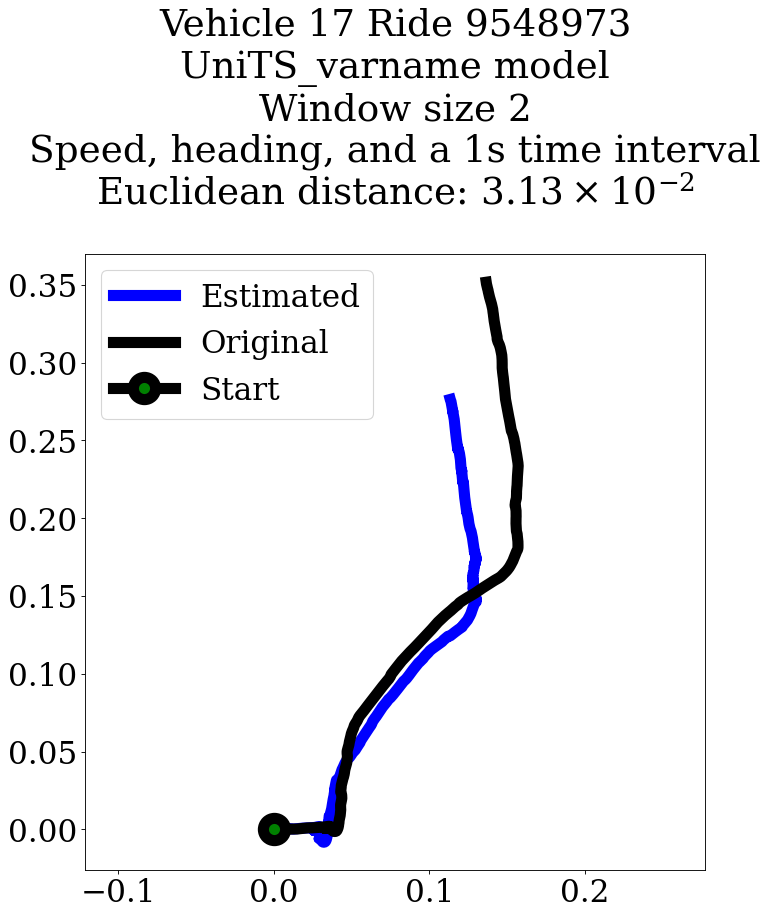 Vehicle 17 Ride 9548973
UniTS_varname model
Window size 2
Speed, heading, and a 1s time interval
Euclidean distance: 3.13 × 10⁻²
Estimated
Original
Start
0.35
0.30
0.25
0.20
0.15
0.10
0.05
0.00
−0.1 0.0 0.1 0.2